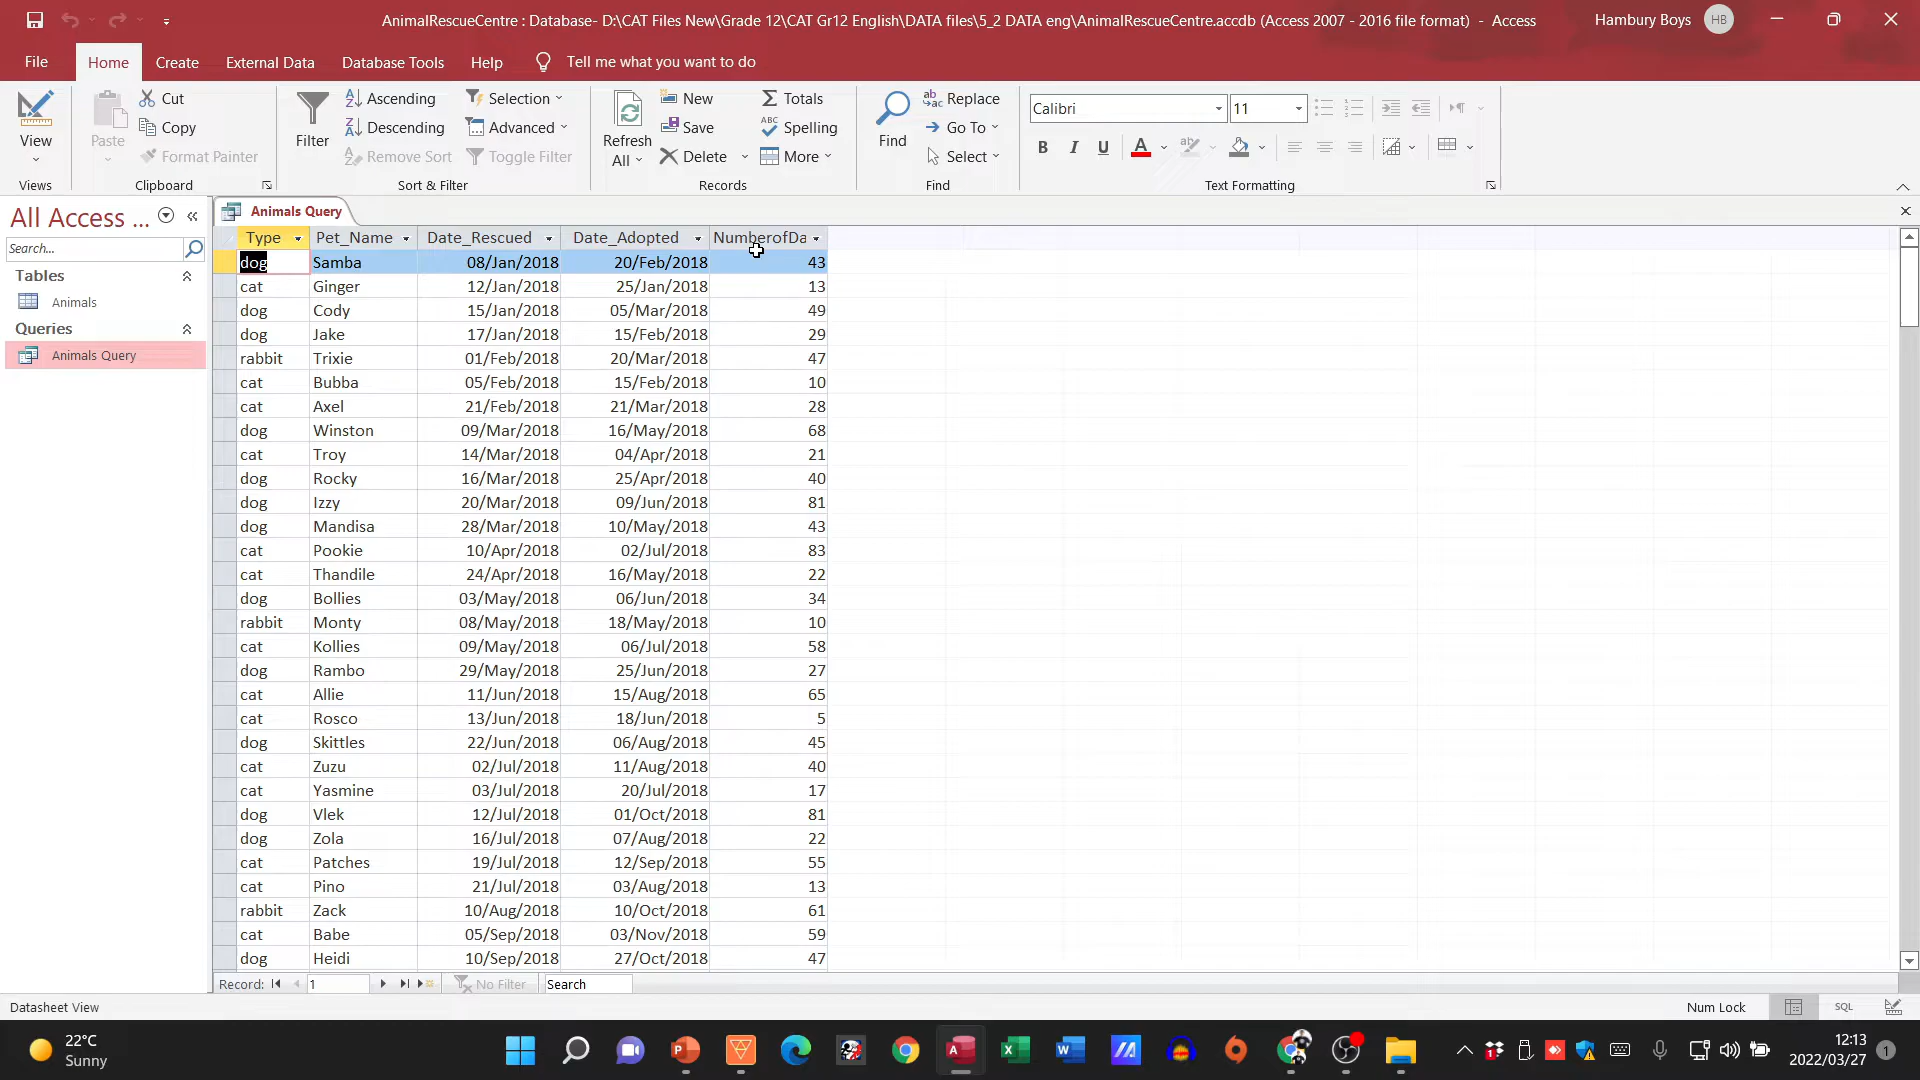 AnimalRescueCentre : Database- D:\CAT Files New\Grade 12\CAT Gr12 English\DATA files\5_2 DATA eng\AnimalRescueCentre.accdb (Access 2007 - 2016 file format) - Access
Hambury Boys HB
File Home Create External Data Database Tools Help Tell me what you want to do
View
Views
Paste
Cut
Copy
Format Painter
Clipboard
Filter
Ascending
Descending
Remove Sort
Selection
Advanced
Toggle Filter
Sort & Filter
Refresh All
New
Save
Delete
Totals
Spelling
More
Records
Find
Replace
Go To
Select
Find
Calibri 11
B I U A
Text Formatting
All Access ...
Search...
Tables
Animals
Queries
Animals Query
Animals Query
Type Pet_Name Date_Rescued Date_Adopted NumberofDa
dog Samba 08/Jan/2018 20/Feb/2018 43
cat Ginger 12/Jan/2018 25/Jan/2018 13
dog Cody 15/Jan/2018 05/Mar/2018 49
dog Jake 17/Jan/2018 15/Feb/2018 29
rabbit Trixie 01/Feb/2018 20/Mar/2018 47
cat Bubba 05/Feb/2018 15/Feb/2018 10
cat Axel 21/Feb/2018 21/Mar/2018 28
dog Winston 09/Mar/2018 16/May/2018 68
cat Troy 14/Mar/2018 04/Apr/2018 21
dog Rocky 16/Mar/2018 25/Apr/2018 40
dog Izzy 20/Mar/2018 09/Jun/2018 81
dog Mandisa 28/Mar/2018 10/May/2018 43
cat Pookie 10/Apr/2018 02/Jul/2018 83
cat Thandile 24/Apr/2018 16/May/2018 22
dog Bollies 03/May/2018 06/Jun/2018 34
rabbit Monty 08/May/2018 18/May/2018 10
cat Kollies 09/May/2018 06/Jul/2018 58
dog Rambo 29/May/2018 25/Jun/2018 27
cat Allie 11/Jun/2018 15/Aug/2018 65
cat Rosco 13/Jun/2018 18/Jun/2018 5
dog Skittles 22/Jun/2018 06/Aug/2018 45
cat Zuzu 02/Jul/2018 11/Aug/2018 40
cat Yasmine 03/Jul/2018 20/Jul/2018 17
dog Vlek 12/Jul/2018 01/Oct/2018 81
dog Zola 16/Jul/2018 07/Aug/2018 22
cat Patches 19/Jul/2018 12/Sep/2018 55
cat Pino 21/Jul/2018 03/Aug/2018 13
rabbit Zack 10/Aug/2018 10/Oct/2018 61
cat Babe 05/Sep/2018 03/Nov/2018 59
dog Heidi 10/Sep/2018 27/Oct/2018 47
Record: 1 No Filter Search
Datasheet View Num Lock SQL
22°C
Sunny
12:13
2022/03/27
1